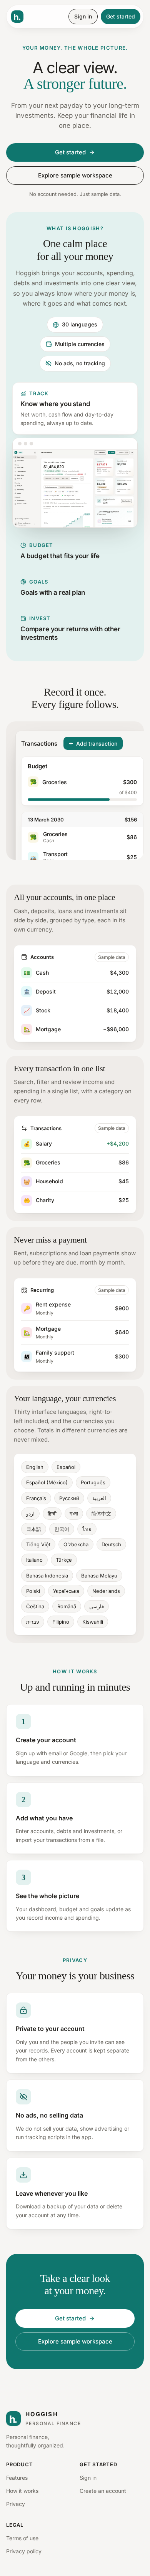 h.
Sign in
Get started
YOUR MONEY. THE WHOLE PICTURE.
A clear view.
A stronger future.
From your next payday to your long-term
investments. Keep your financial life in
one place.
Get started →
Explore sample workspace
No account needed. Just sample data.
WHAT IS HOGGISH?
One calm place
for all your money
Hoggish brings your accounts, spending,
debts and investments into one clear view,
so you always know where your money is,
where it goes and what comes next.
30 languages
Multiple currencies
No ads, no tracking
TRACK
Know where you stand
Net worth, cash flow and day-to-day
spending, always up to date.
BUDGET
A budget that fits your life
GOALS
Goals with a real plan
INVEST
Compare your returns with other
investments
Record it once.
Every figure follows.
Transactions
+ Add transaction
Budget
Groceries $300
of $400
13 March 2030 $156
Groceries $86
Cash
Transport $25
All your accounts, in one place
Cash, deposits, loans and investments sit
side by side, grouped by type, each in its
own currency.
Accounts Sample data
Cash $4,300
Deposit $12,000
Stock $18,400
Mortgage −$96,000
Every transaction in one list
Search, filter and review income and
spending in a single list, with a category on
every row.
Transactions Sample data
Salary +$4,200
Groceries $86
Household $45
Charity $25
Never miss a payment
Rent, subscriptions and loan payments show
up before they are due, monthly by month.
Recurring Sample data
Rent expense $900
Monthly
Mortgage $640
Monthly
Family support $300
Monthly
Your language, your currencies
Thirty interface languages, right-to-
left included, and the currencies you
choose. Totals in different currencies are
never mixed.
English Español
Español (México) Português
Français Русский العربية
اردو हिन्दी বাংলা 简体中文
日本語 한국어 ไทย
Tiếng Việt O'zbekcha Deutsch
Italiano Türkçe
Bahasa Indonesia Bahasa Melayu
Polski Українська Nederlands
Čeština Română فارسی
עברית Filipino Kiswahili
HOW IT WORKS
Up and running in minutes
1
Create your account
Sign up with email or Google, then pick your
language and currencies.
2
Add what you have
Enter accounts, debts and investments, or
import your transactions from a file.
3
See the whole picture
Your dashboard, budget and goals update as
you record income and spending.
PRIVACY
Your money is your business
Private to your account
Only you and the people you invite can see
your records. Every account is kept separate
from the others.
No ads, no selling data
We do not sell your data, show advertising or
run tracking scripts in the app.
Leave whenever you like
Download a backup of your data or delete
your account at any time.
Take a clear look
at your money.
Get started →
Explore sample workspace
h.
HOGGISH
PERSONAL FINANCE
Personal finance,
thoughtfully organized.
PRODUCT
Features
How it works
Privacy
GET STARTED
Sign in
Create an account
LEGAL
Terms of use
Privacy policy